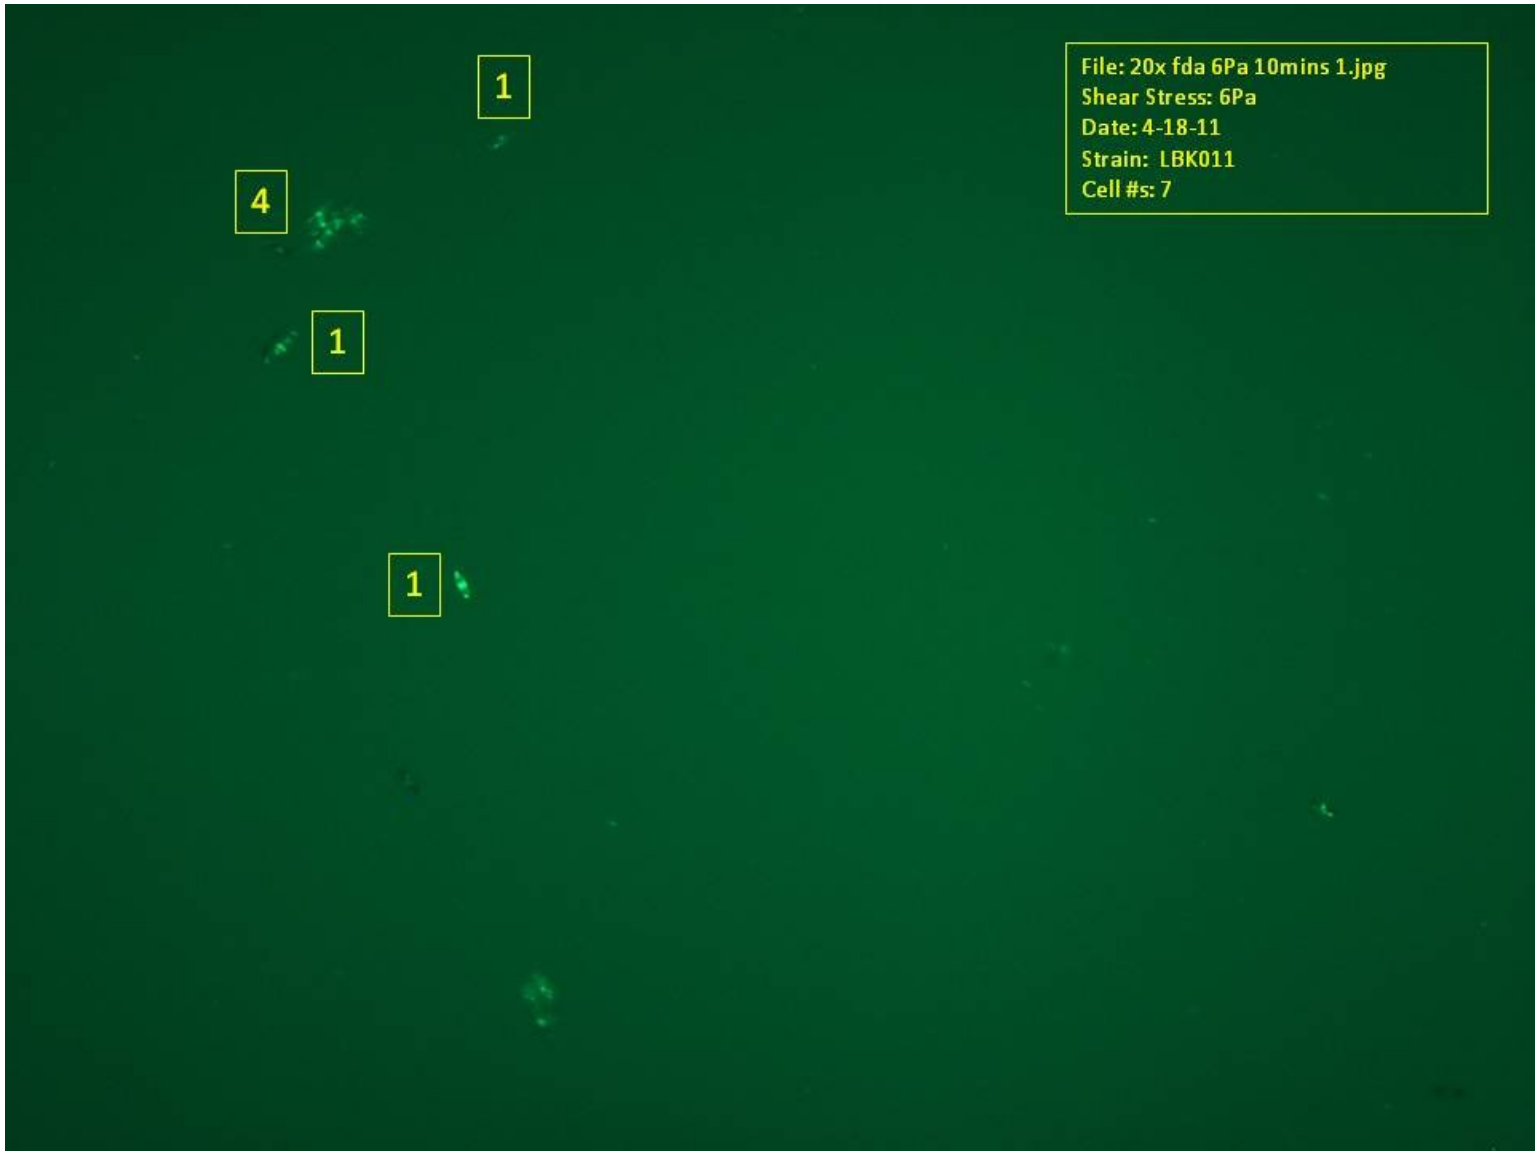 1
File: 20x fda 6Pa 10mins 1.jpg
Shear Stress: 6Pa
Date: 4-18-11
Strain: LBK011
Cell #s: 7
4
1
1